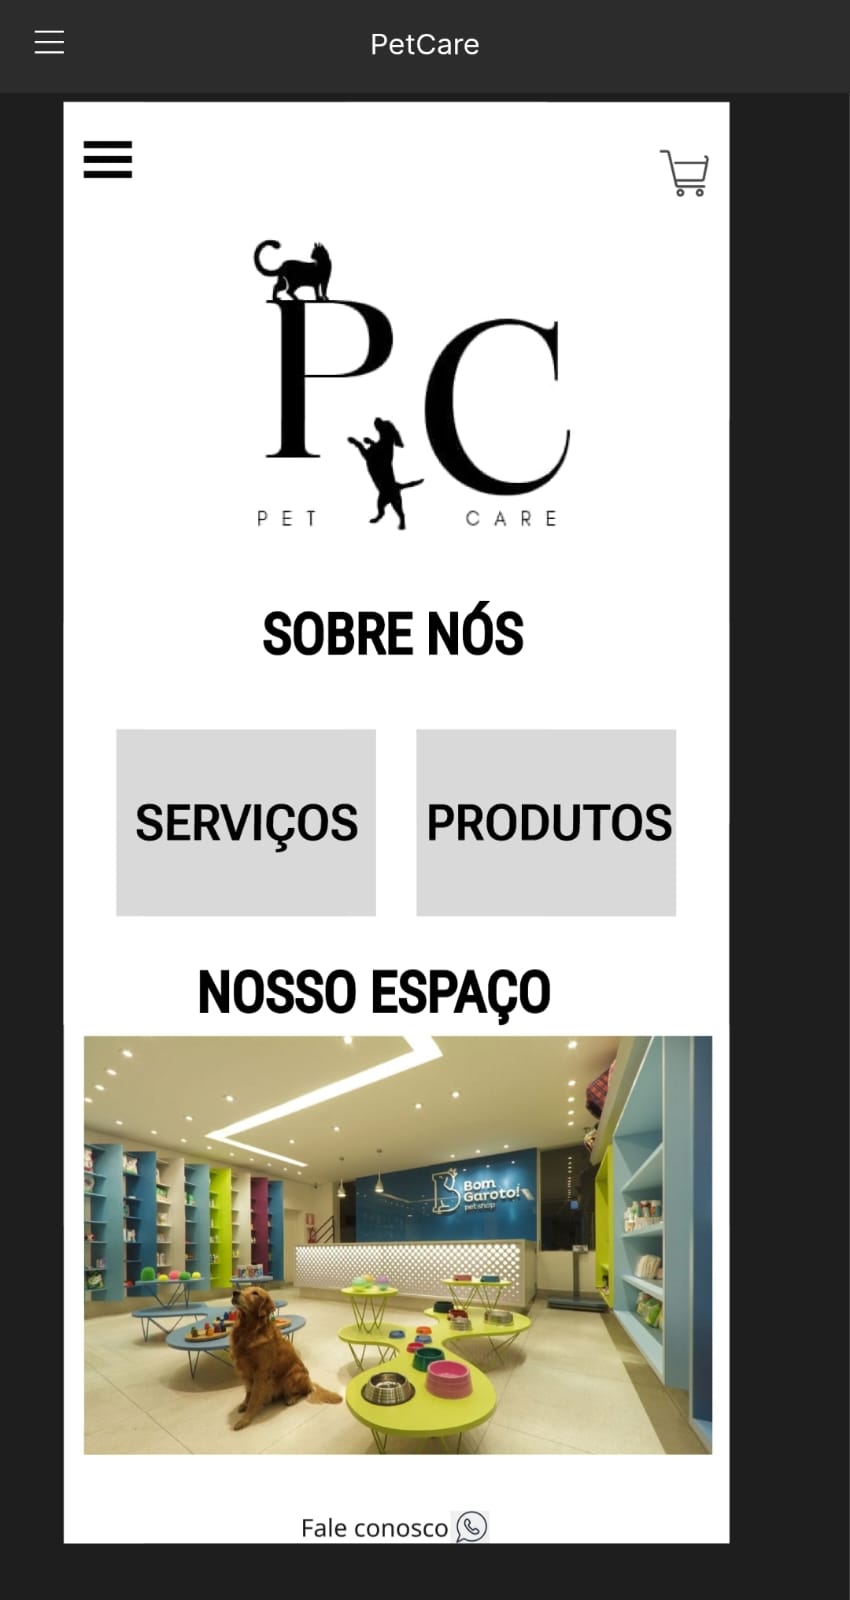 PetCare
PC
PET CARE
SOBRE NÓS
SERVIÇOS PRODUTOS
NOSSO ESPAÇO
Bom
Garoto!
petshop
Fale conosco